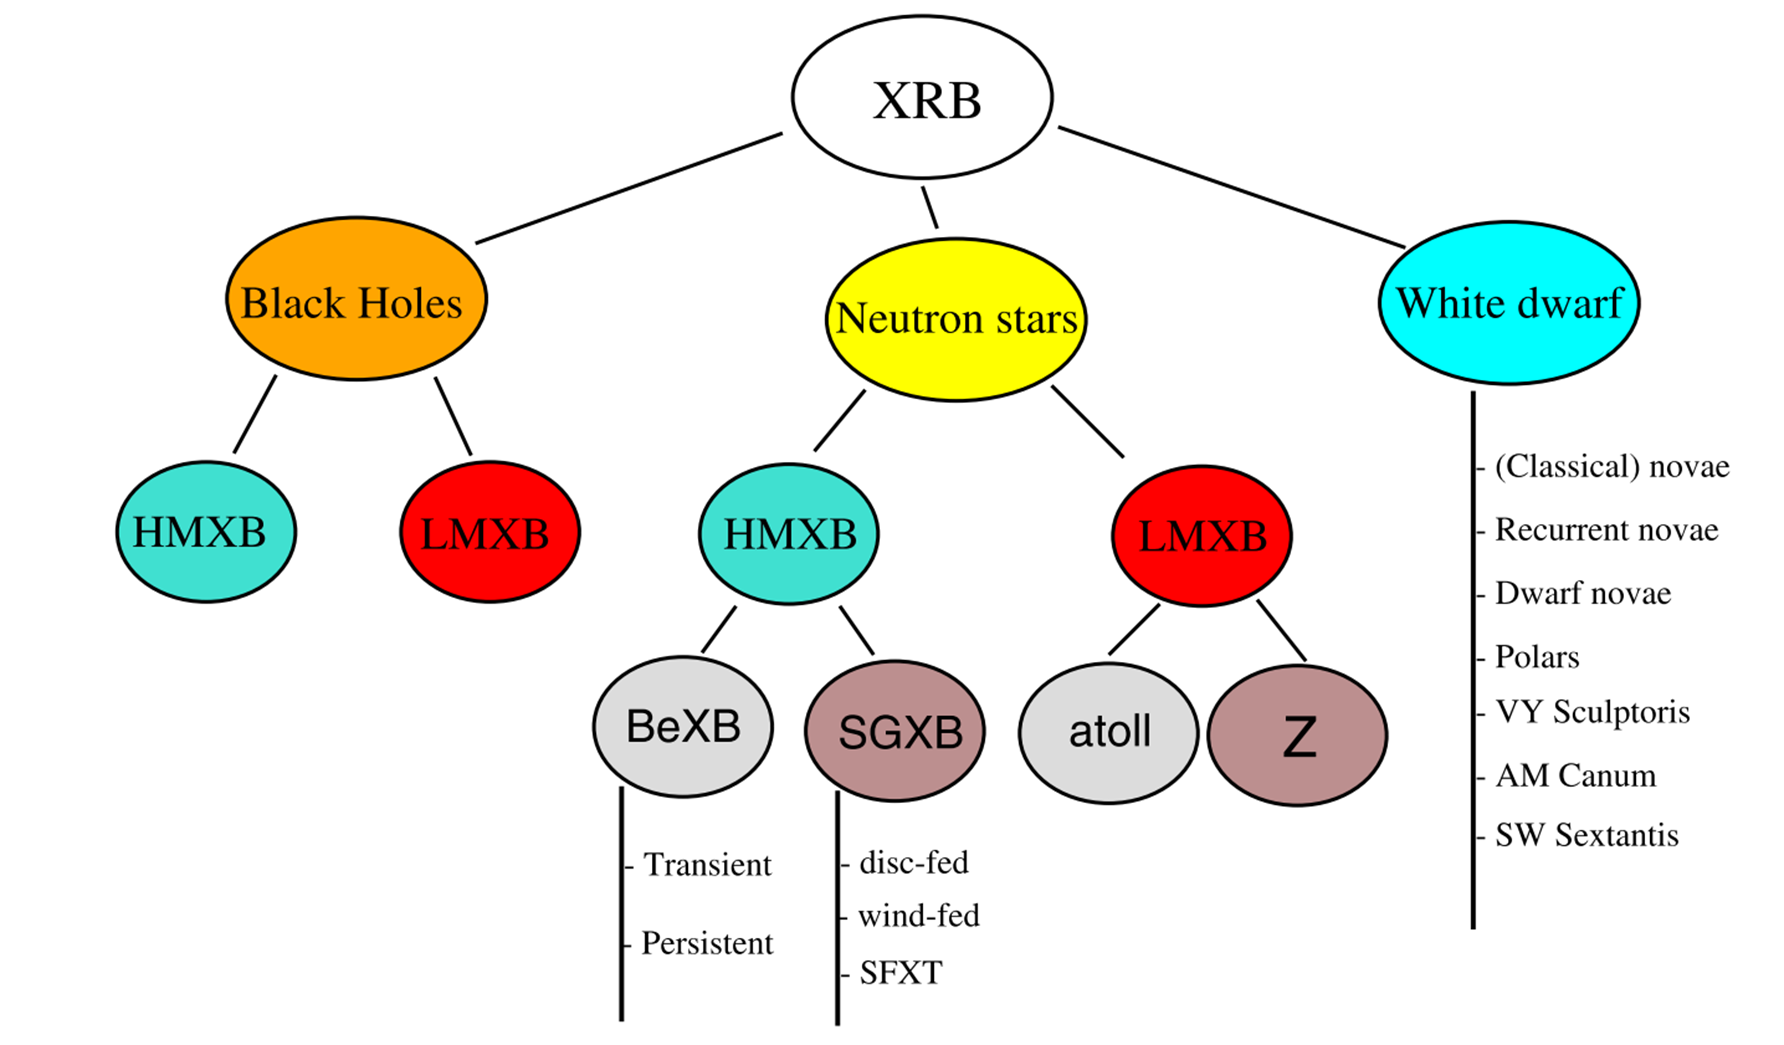 XRB
Black Holes
Neutron stars
White dwarf
HMXB
LMXB
HMXB
LMXB
BeXB
SGXB
atoll
Z
- Transient
- Persistent
- disc-fed
- wind-fed
- SFXT
- (Classical) novae
- Recurrent novae
- Dwarf novae
- Polars
- VY Sculptoris
- AM Canum
- SW Sextantis